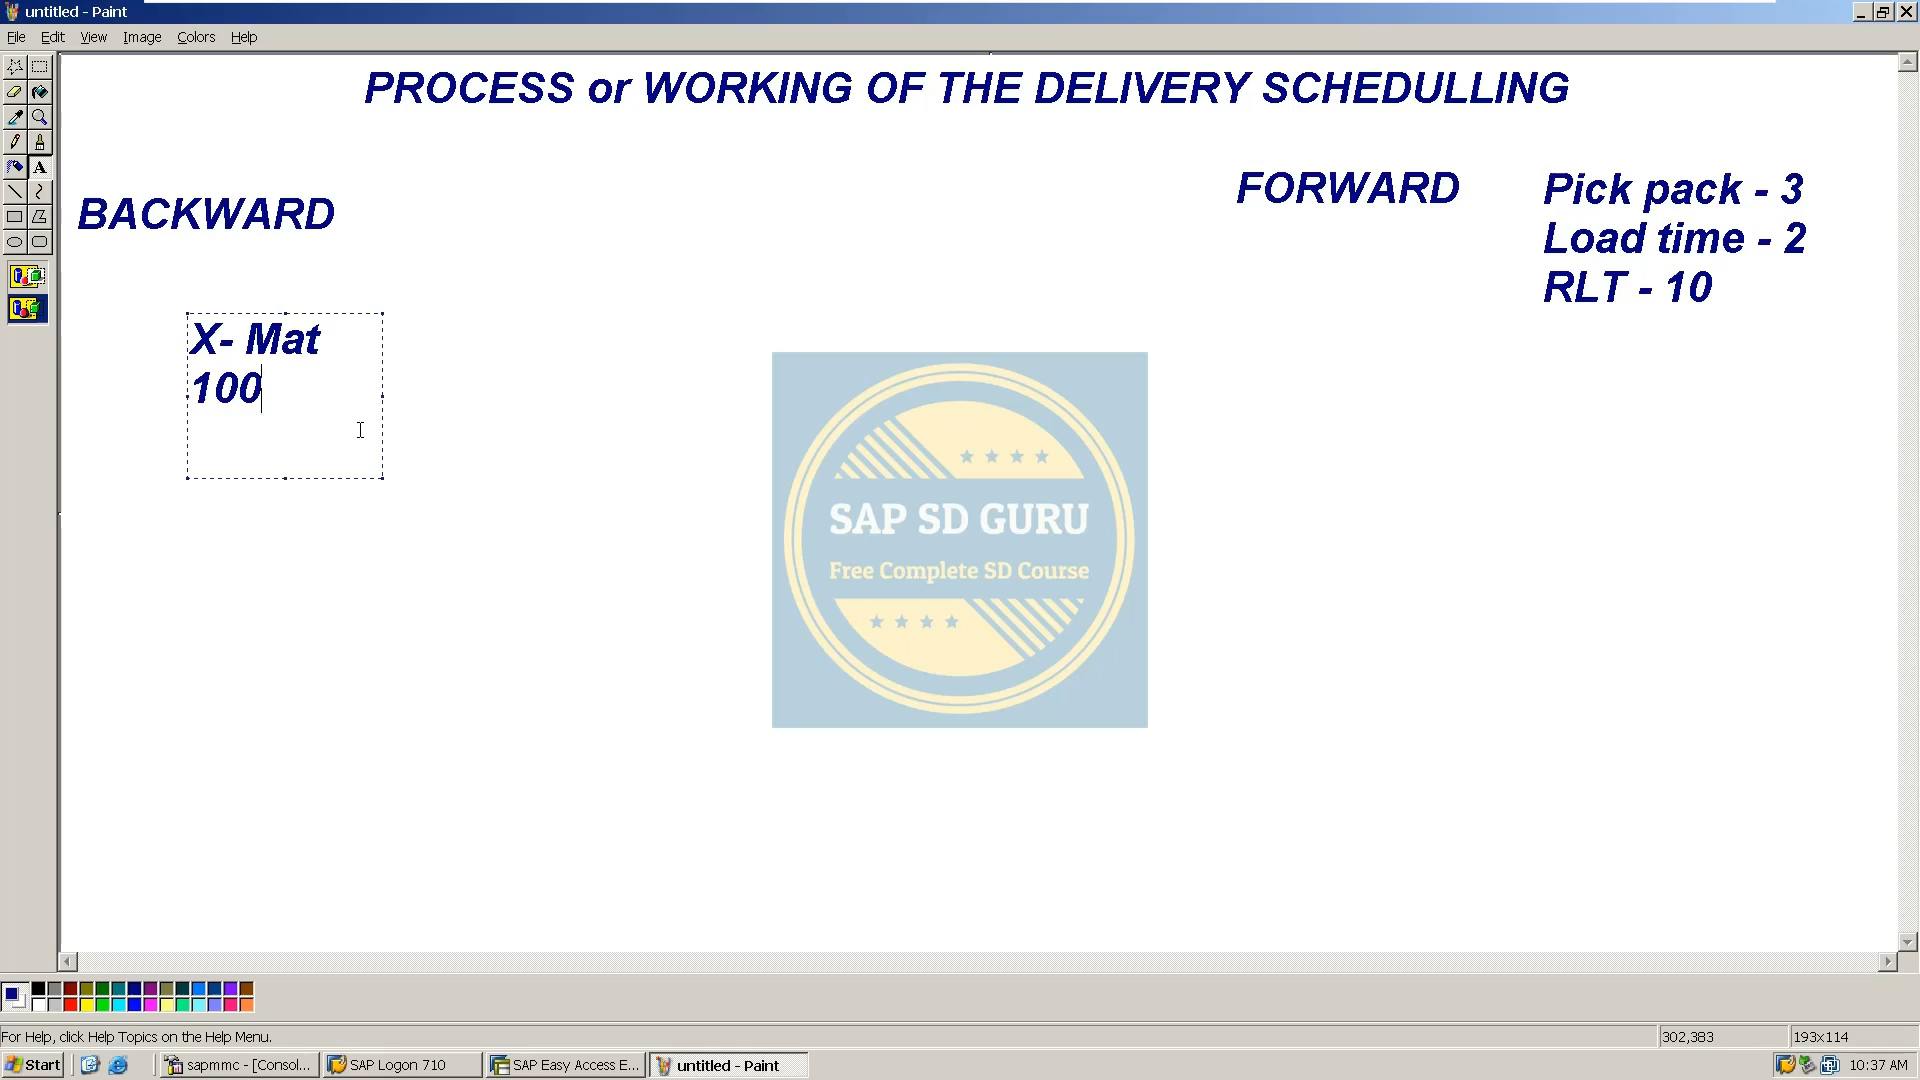 untitled - Paint
File Edit View Image Colors Help
PROCESS or WORKING OF THE DELIVERY SCHEDULLING
BACKWARD
FORWARD
Pick pack - 3
Load time - 2
RLT - 10
X- Mat
100
SAP SD GURU
Free Complete SD Course
For Help, click Help Topics on the Help Menu.
302,383
193x114
Start
sapmmc - [Consol...
SAP Logon 710
SAP Easy Access E...
untitled - Paint
10:37 AM